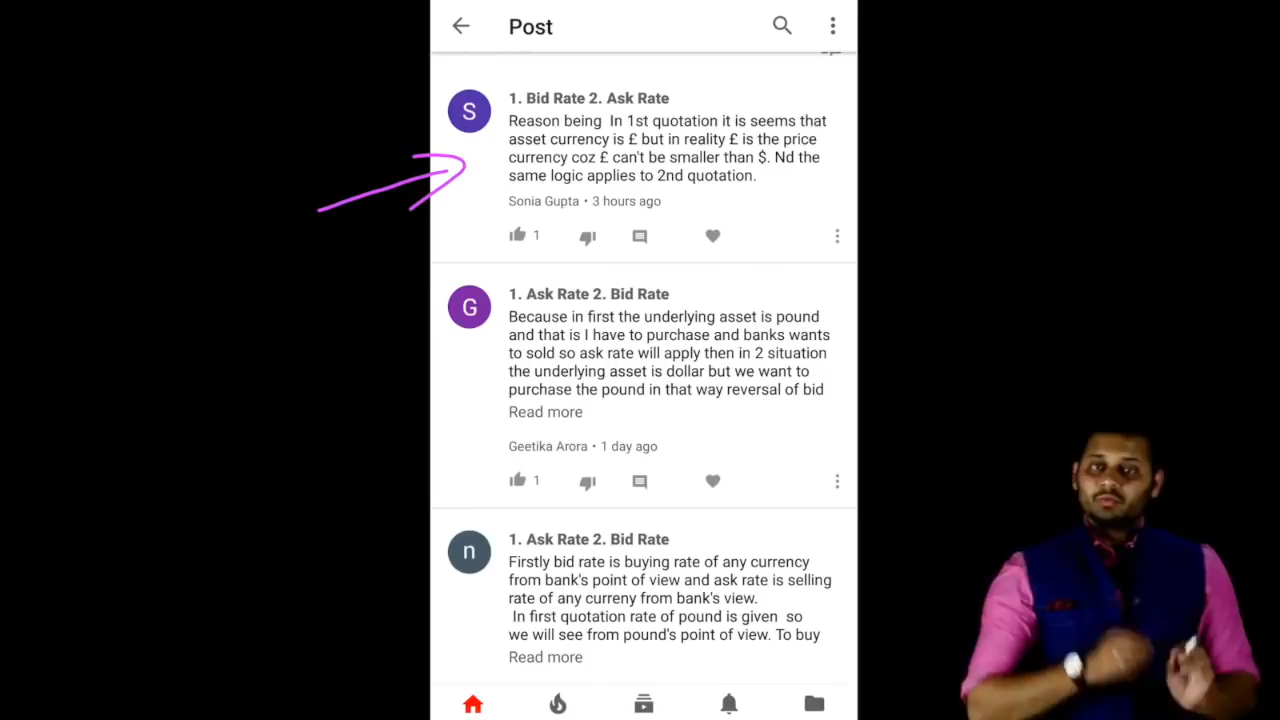 Post
1. Bid Rate 2. Ask Rate
S
Reason being In 1st quotation it is seems that
asset currency is £ but in reality £ is the price
currency coz £ can't be smaller than $. Nd the
same logic applies to 2nd quotation.
Sonia Gupta • 3 hours ago
1
1. Ask Rate 2. Bid Rate
G
Because in first the underlying asset is pound
and that is I have to purchase and banks wants
to sold so ask rate will apply then in 2 situation
the underlying asset is dollar but we want to
purchase the pound in that way reversal of bid
Read more
Geetika Arora • 1 day ago
1
1. Ask Rate 2. Bid Rate
n
Firstly bid rate is buying rate of any currency
from bank's point of view and ask rate is selling
rate of any curreny from bank's view.
In first quotation rate of pound is given so
we will see from pound's point of view. To buy
Read more